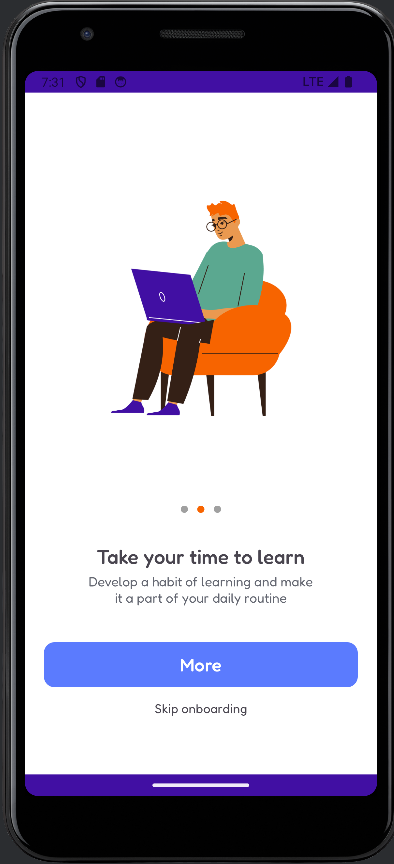 7:31 LTE
Take your time to learn
Develop a habit of learning and make
it a part of your daily routine
More
Skip onboarding